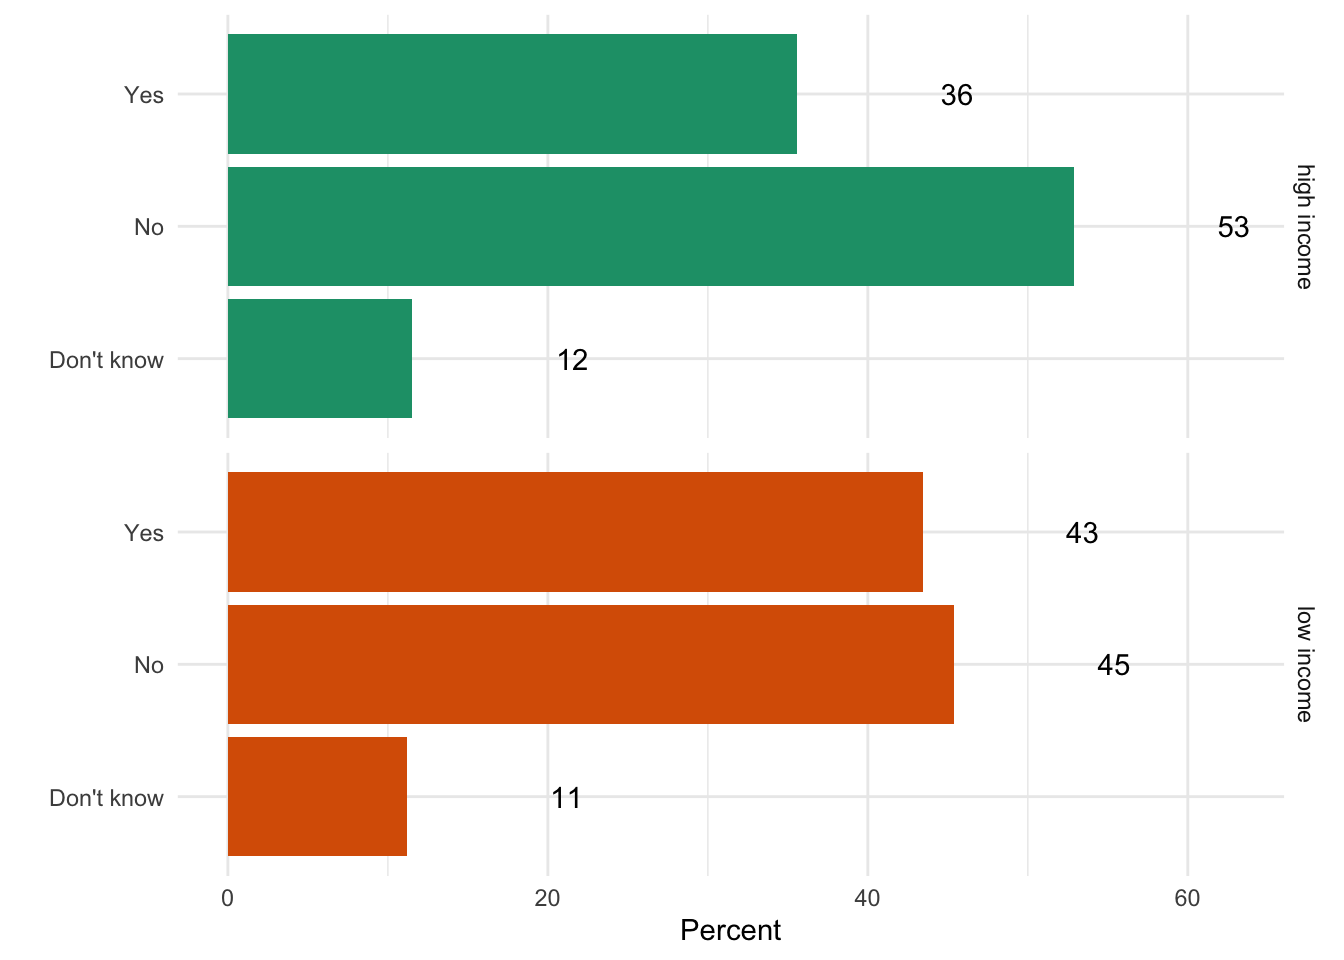 Yes 36
No 53
Don't know 12
high income
Yes 43
No 45
Don't know 11
low income
0 20 40 60
Percent